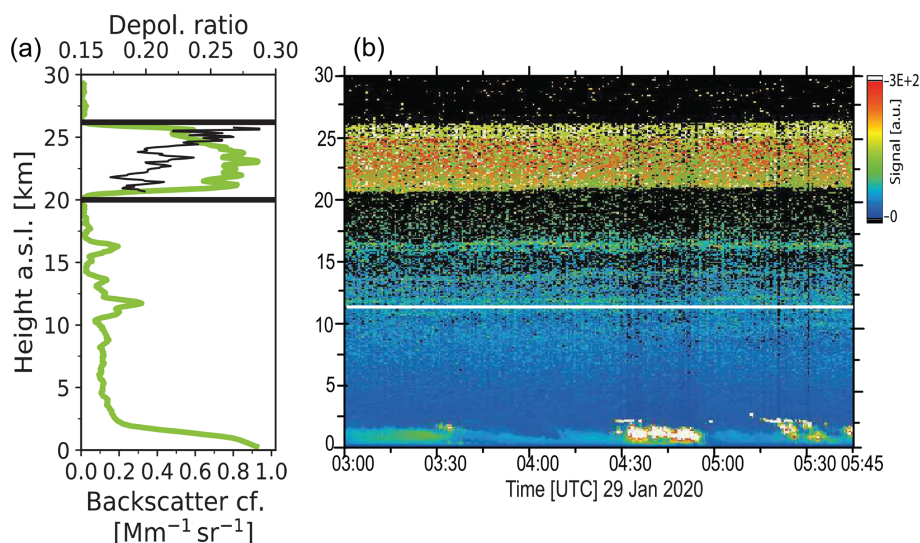 Depol. ratio
(a) 0.15 0.20 0.25 0.30
30
25
20
15
10
5
0
Height a.s.l. [km]
0.0 0.2 0.4 0.6 0.8 1.0
Backscatter cf.
[Mm−1 sr−1]
(b)
30
25
20
15
10
5
0
03:00 03:30 04:00 04:30 05:00 05:30 05:45
Time [UTC] 29 Jan 2020
3E+2
Signal [a.u.]
0